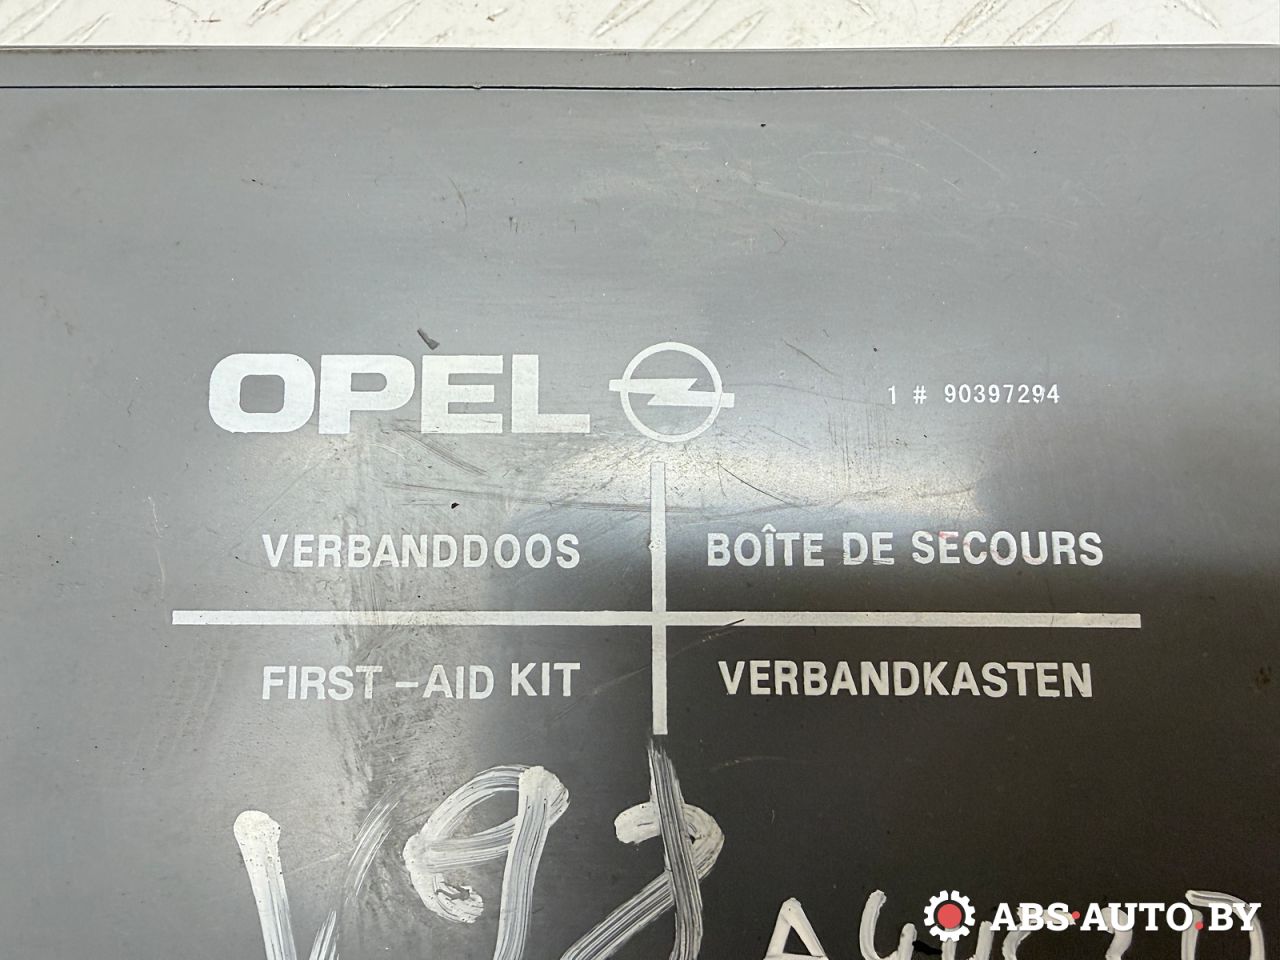 OPEL
1 # 90397294
VERBANDDOOS
BOÎTE DE SECOURS
FIRST -AID KIT
VERBANDKASTEN
ABS-AUTO.BY